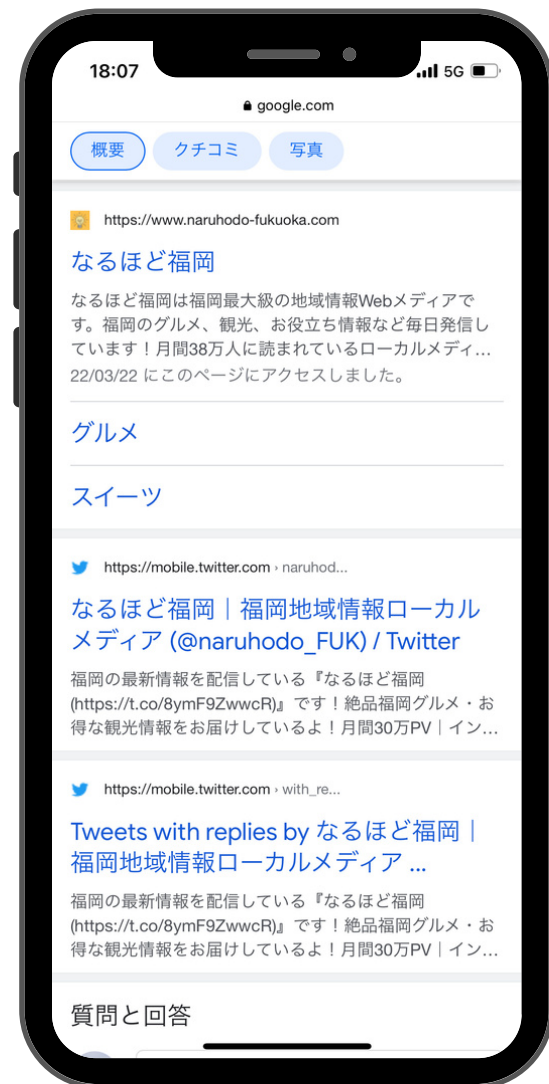 18:07
5G
google.com
概要 クチコミ 写真
https://www.naruhodo-fukuoka.com
なるほど福岡
なるほど福岡は福岡最大級の地域情報Webメディアで
す。福岡のグルメ、観光、お役立ち情報など毎日発信し
ています！月間38万人に読まれているローカルメディ...
22/03/22 にこのページにアクセスしました。
グルメ
スイーツ
https://mobile.twitter.com › naruhod...
なるほど福岡｜福岡地域情報ローカル
メディア (@naruhodo_FUK) / Twitter
福岡の最新情報を配信している『なるほど福岡
(https://t.co/8ymF9ZwwcR)』です！絶品福岡グルメ・お
得な観光情報をお届けしているよ！月間30万PV｜イン...
https://mobile.twitter.com › with_re...
Tweets with replies by なるほど福岡｜
福岡地域情報ローカルメディア ...
福岡の最新情報を配信している『なるほど福岡
(https://t.co/8ymF9ZwwcR)』です！絶品福岡グルメ・お
得な観光情報をお届けしているよ！月間30万PV｜イン...
質問と回答